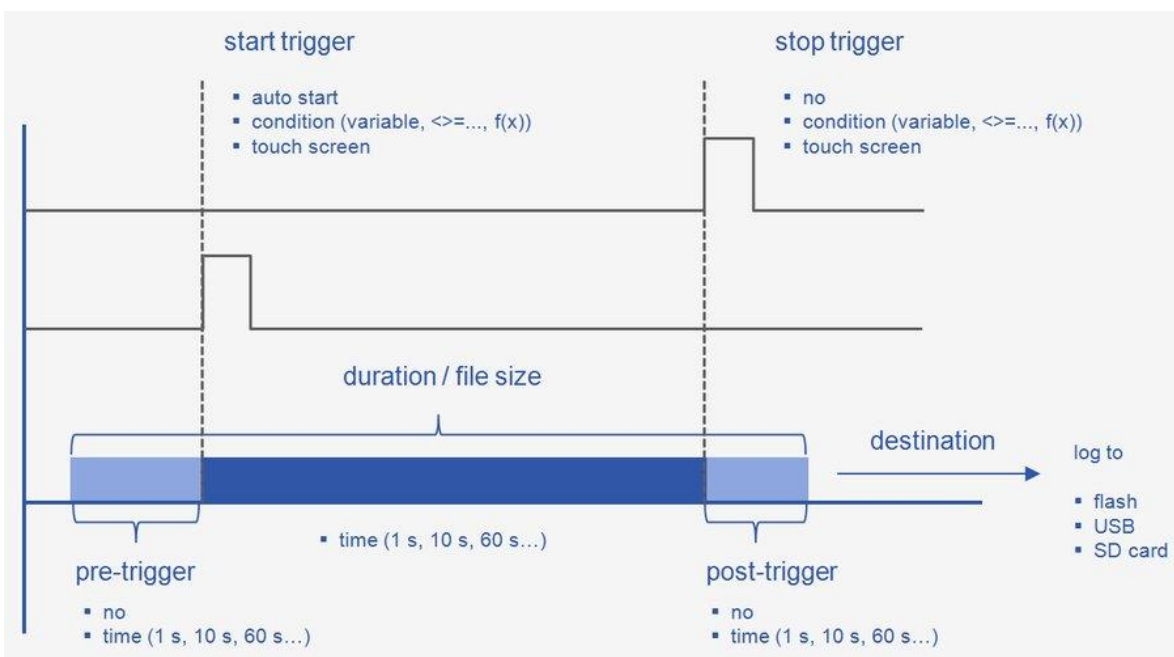 start trigger
▪ auto start
▪ condition (variable, <>=..., f(x))
▪ touch screen
stop trigger
▪ no
▪ condition (variable, <>=..., f(x))
▪ touch screen
duration / file size
destination
log to
▪ flash
▪ USB
▪ SD card
▪ time (1 s, 10 s, 60 s...)
pre-trigger
▪ no
▪ time (1 s, 10 s, 60 s...)
post-trigger
▪ no
▪ time (1 s, 10 s, 60 s...)